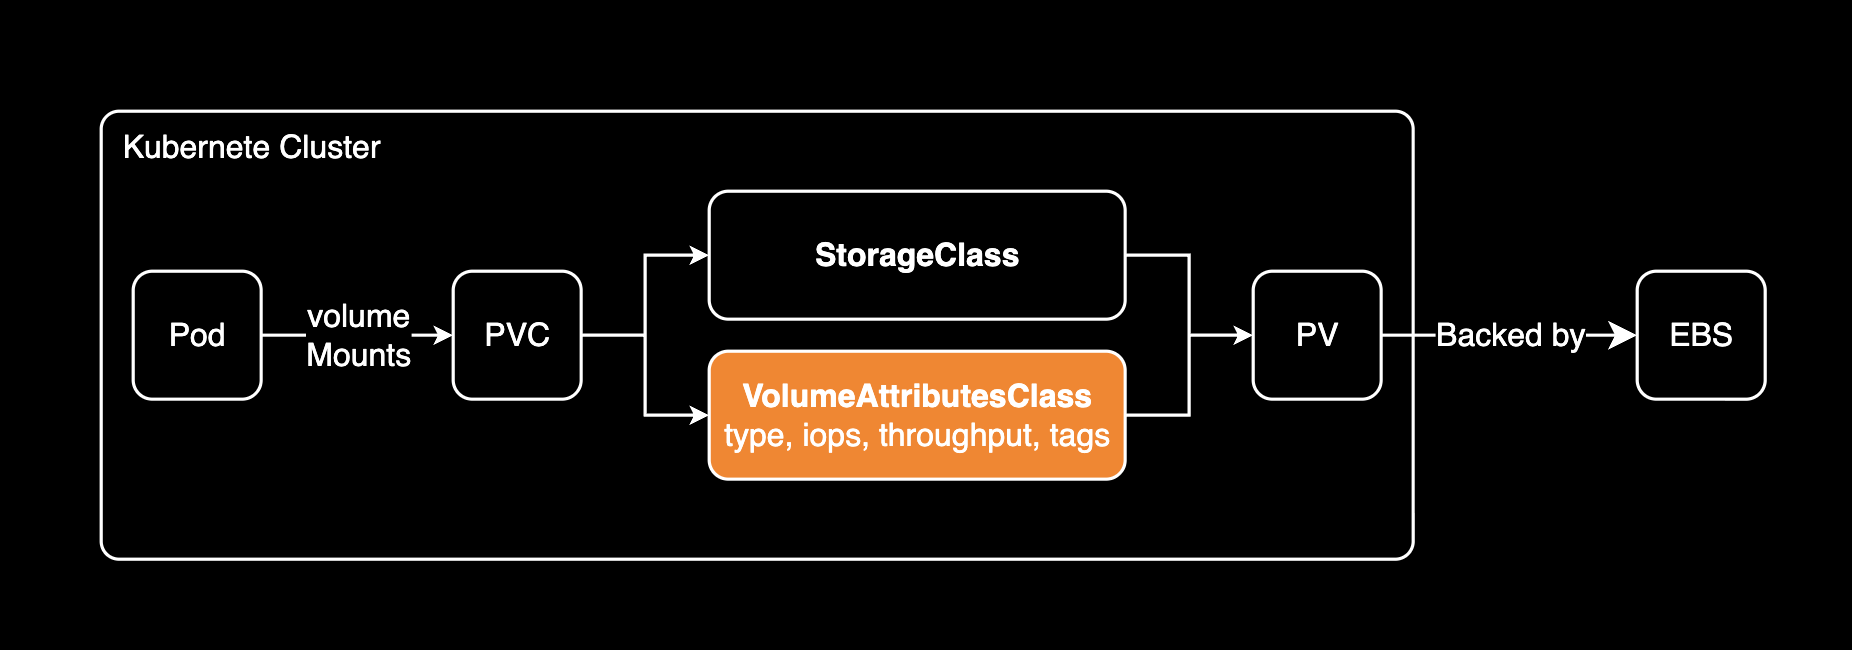 Kubernete Cluster
Pod
volume
Mounts
PVC
StorageClass
VolumeAttributesClass
type, iops, throughput, tags
PV
Backed by
EBS